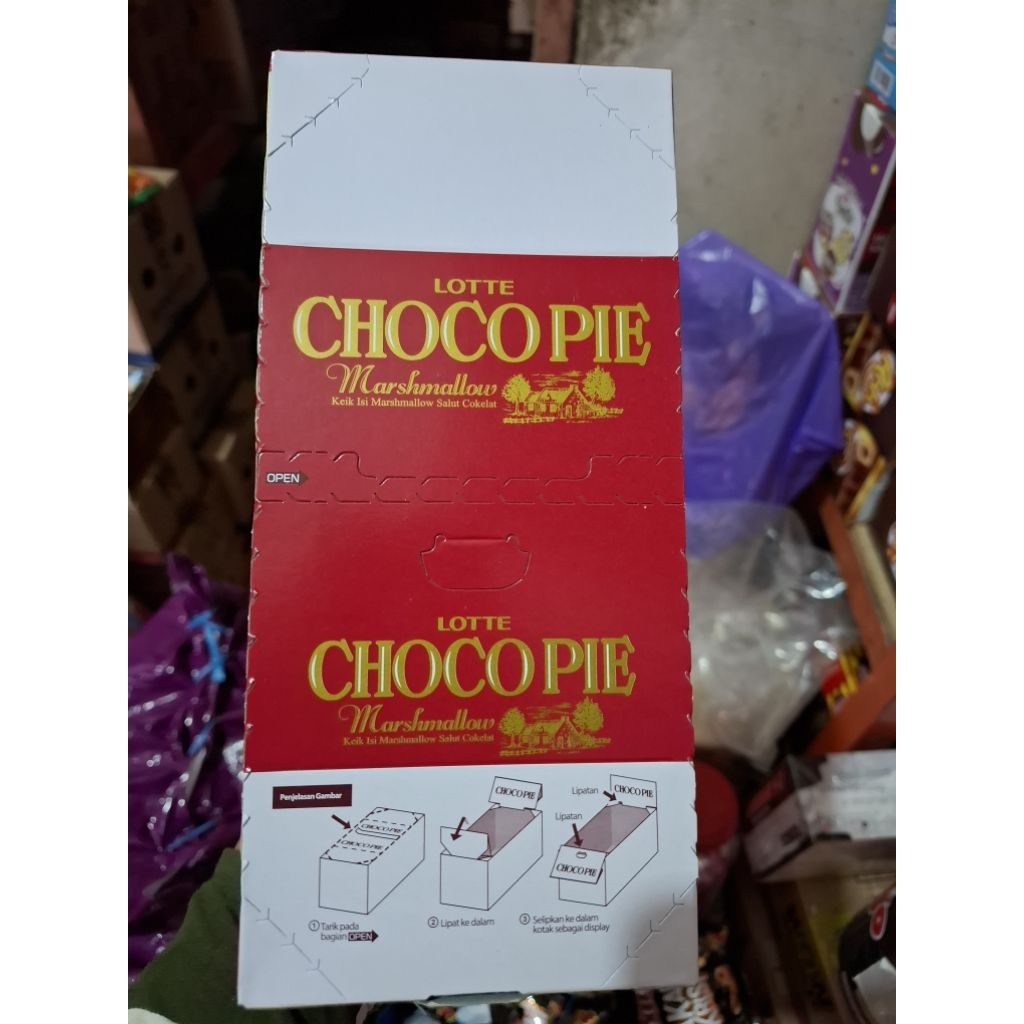 LOTTE
CHOCO PIE
Marshmallow
Keik Isi Marshmallow Salut Cokelat
OPEN
LOTTE
CHOCO PIE
Marshmallow
Keik Isi Marshmallow Salut Cokelat
Penjelasan Gambar
CHOCO PIE
CHOCO PIE
CHOCO PIE
Lipatan
Lipatan
CHOCO PIE
CHOCO PIE
1 Tarik pada
bagian OPEN
2 Lipat ke dalam
3 Selipkan ke dalam
kotak sebagai display